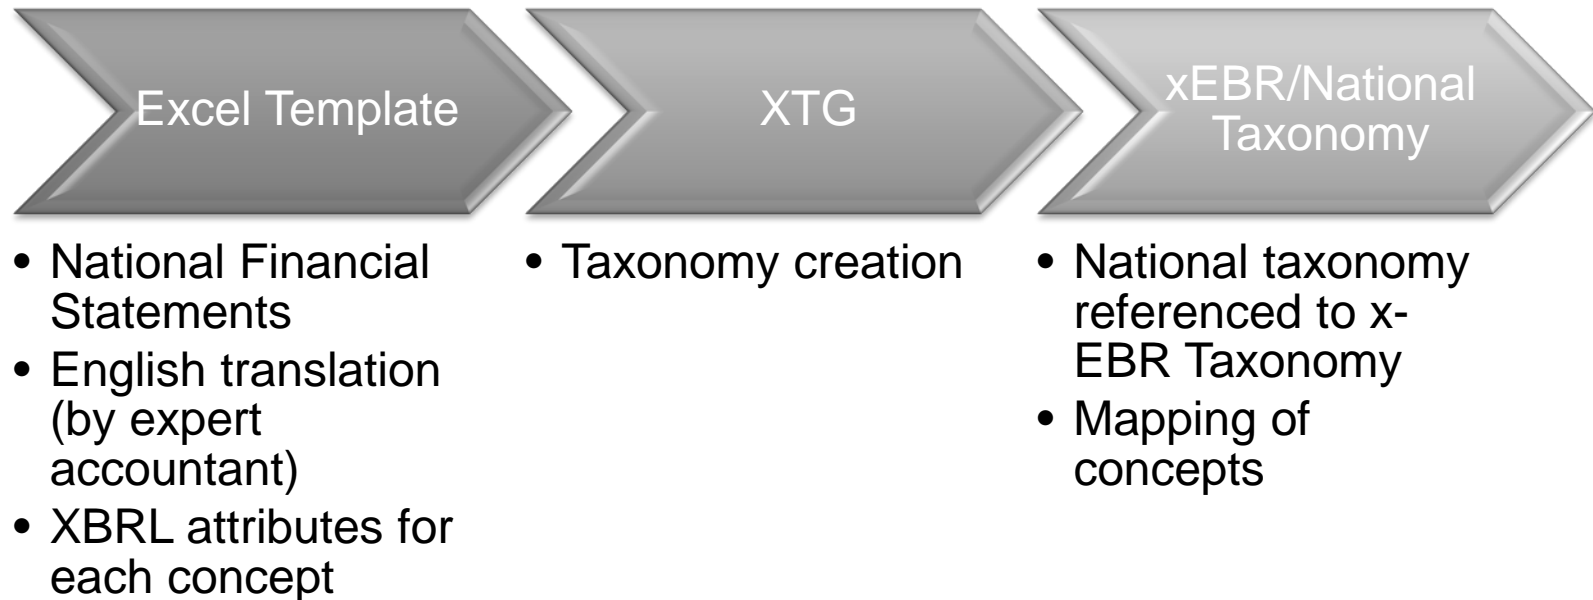 Excel Template
XTG
xEBR/National
Taxonomy
• National Financial
Statements
• English translation
(by expert
accountant)
• XBRL attributes for
each concept
• Taxonomy creation
• National taxonomy
referenced to x-
EBR Taxonomy
• Mapping of
concepts